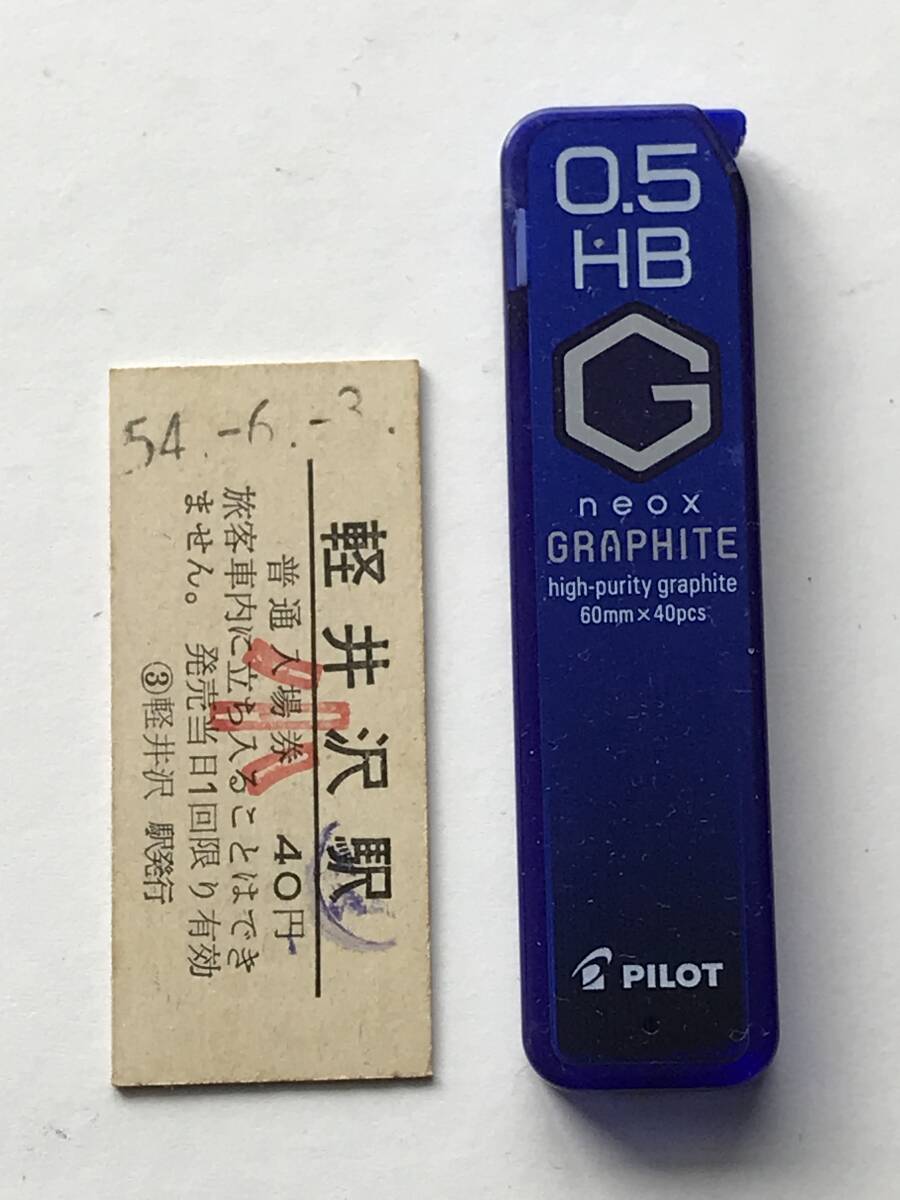 54.-6.-3.
軽井沢駅
普通入場券 40円
旅客車内に立ち入ることはでき
ません。 発売当日1回限り有効
③軽井沢 駅発行
小
0.5
HB
G
neox
GRAPHITE
high-purity graphite
60mm×40pcs
PILOT